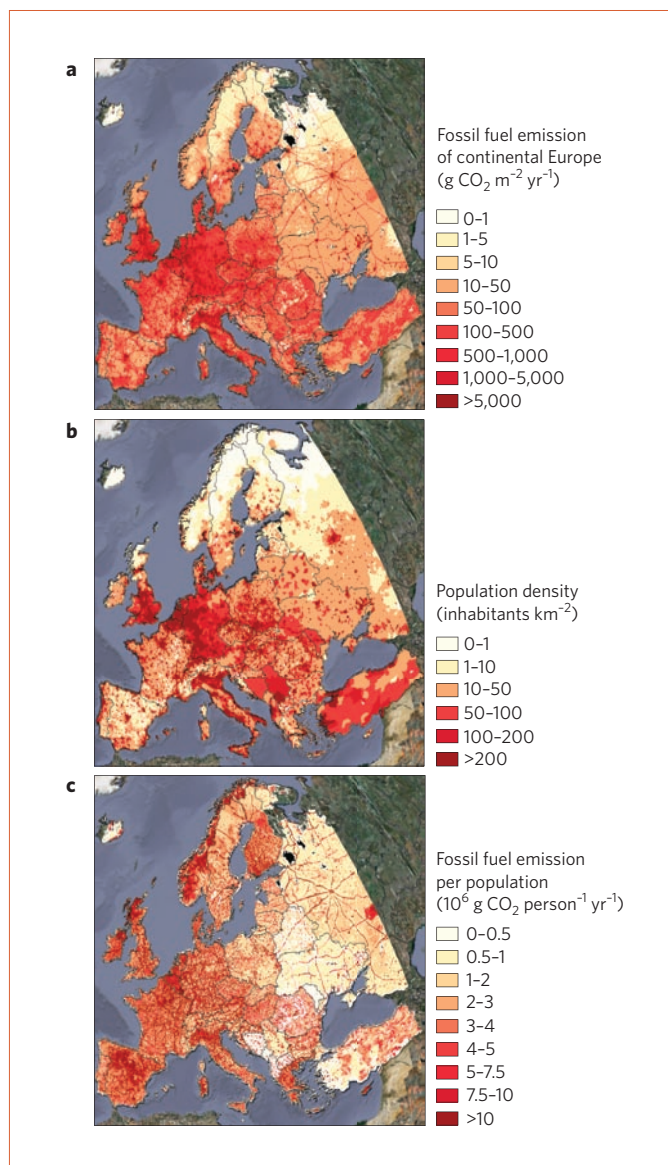 a
Fossil fuel emission
of continental Europe
(g CO₂ m⁻² yr⁻¹)
0–1
1–5
5–10
10–50
50–100
100–500
500–1,000
1,000–5,000
>5,000
b
Population density
(inhabitants km⁻²)
0–1
1–10
10–50
50–100
100–200
>200
c
Fossil fuel emission
per population
(10⁶ g CO₂ person⁻¹ yr⁻¹)
0–0.5
0.5–1
1–2
2–3
3–4
4–5
5–7.5
7.5–10
>10